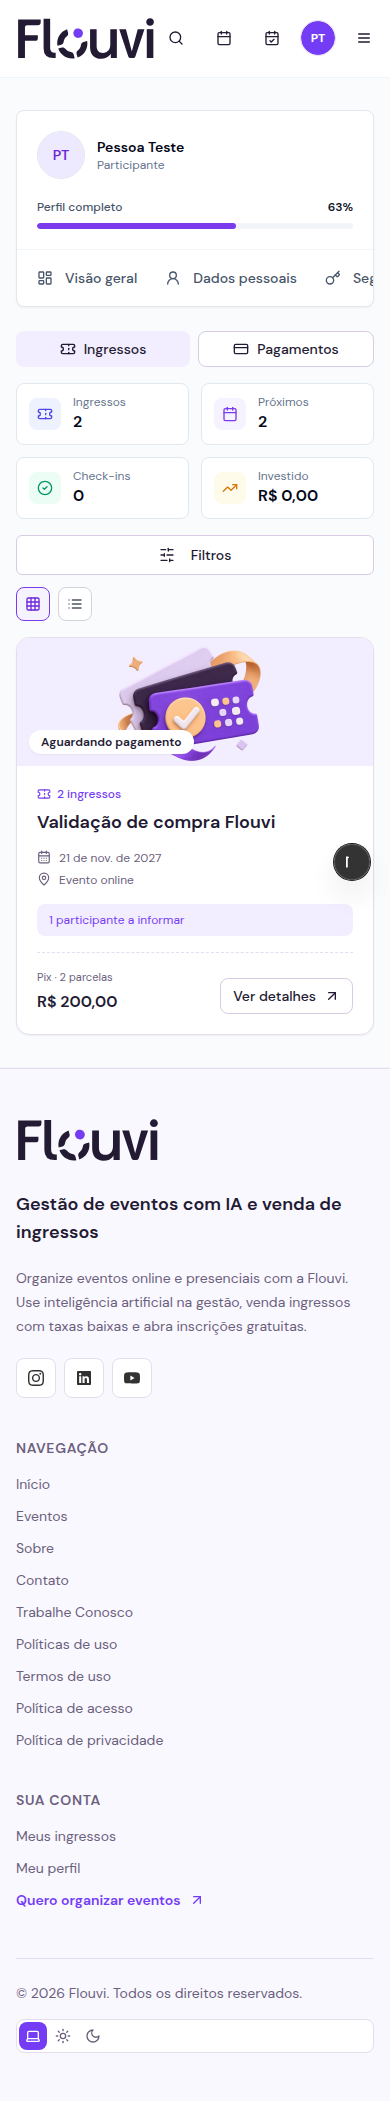 Flouvi
PT
PT
Pessoa Teste
Participante
Perfil completo 63%
Visão geral Dados pessoais Seg
Ingressos Pagamentos
Ingressos
2
Próximos
2
Check-ins
0
Investido
R$ 0,00
Filtros
Aguardando pagamento
2 ingressos
Validação de compra Flouvi
21 de nov. de 2027
Evento online
1 participante a informar
Pix · 2 parcelas
R$ 200,00
Ver detalhes
Flouvi
Gestão de eventos com IA e venda de
ingressos
Organize eventos online e presenciais com a Flouvi.
Use inteligência artificial na gestão, venda ingressos
com taxas baixas e abra inscrições gratuitas.
NAVEGAÇÃO
Início
Eventos
Sobre
Contato
Trabalhe Conosco
Políticas de uso
Termos de uso
Política de acesso
Política de privacidade
SUA CONTA
Meus ingressos
Meu perfil
Quero organizar eventos
© 2026 Flouvi. Todos os direitos reservados.